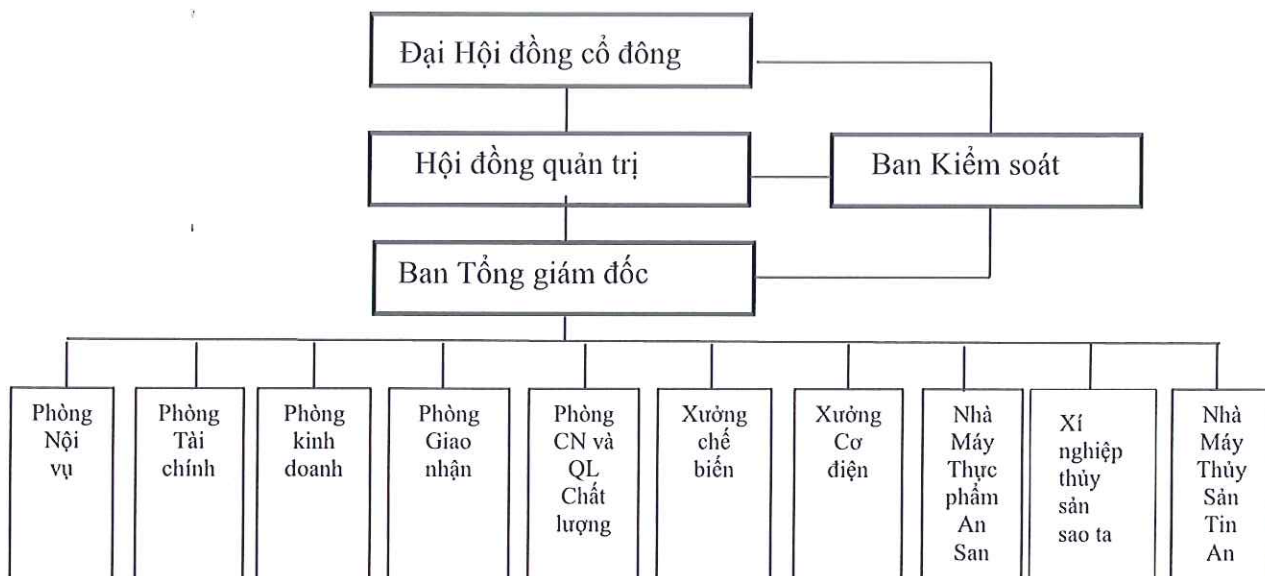 Đại Hội đồng cổ đông
Hội đồng quản trị
Ban Kiểm soát
Ban Tổng giám đốc
Phòng
Nội
vụ
Phòng
Tài
chính
Phòng
kinh
doanh
Phòng
Giao
nhận
Phòng
CN và
QL
Chất
lượng
Xưởng
chế
biến
Xưởng
Cơ
điện
Nhà
Máy
Thực
phẩm
An
San
Xí
nghiệp
thủy
sản
sao ta
Nhà
Máy
Thủy
Sản
Tin
An